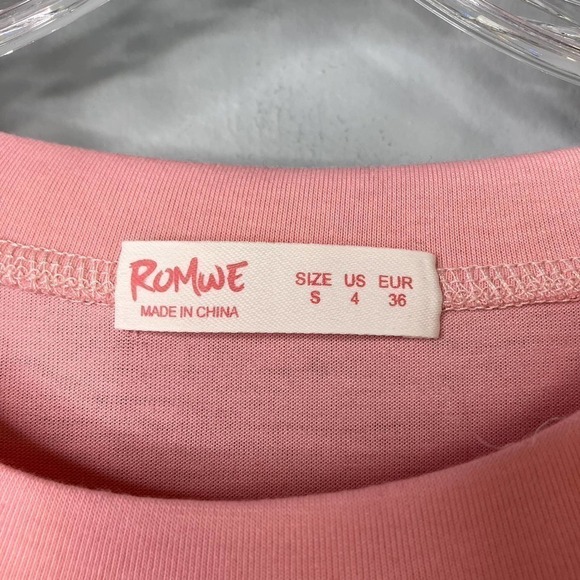 ROMWE
MADE IN CHINA
SIZE US EUR
S 4 36